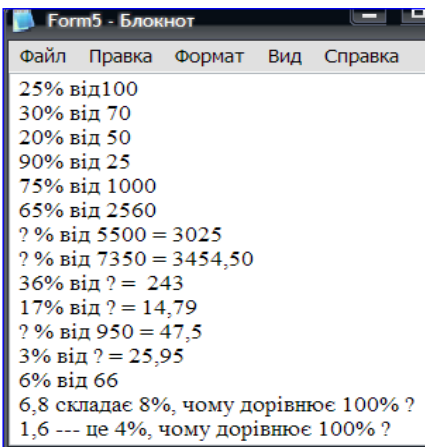 Form5 - Блокнот
Файл Правка Формат Вид Справка
25% від100
30% від 70
20% від 50
90% від 25
75% від 1000
65% від 2560
? % від 5500 = 3025
? % від 7350 = 3454,50
36% від ? =  243
17% від ? = 14,79
? % від 950 = 47,5
3% від ? = 25,95
6% від 66
6,8 складає 8%, чому дорівнює 100% ?
1,6 --- це 4%, чому дорівнює 100% ?